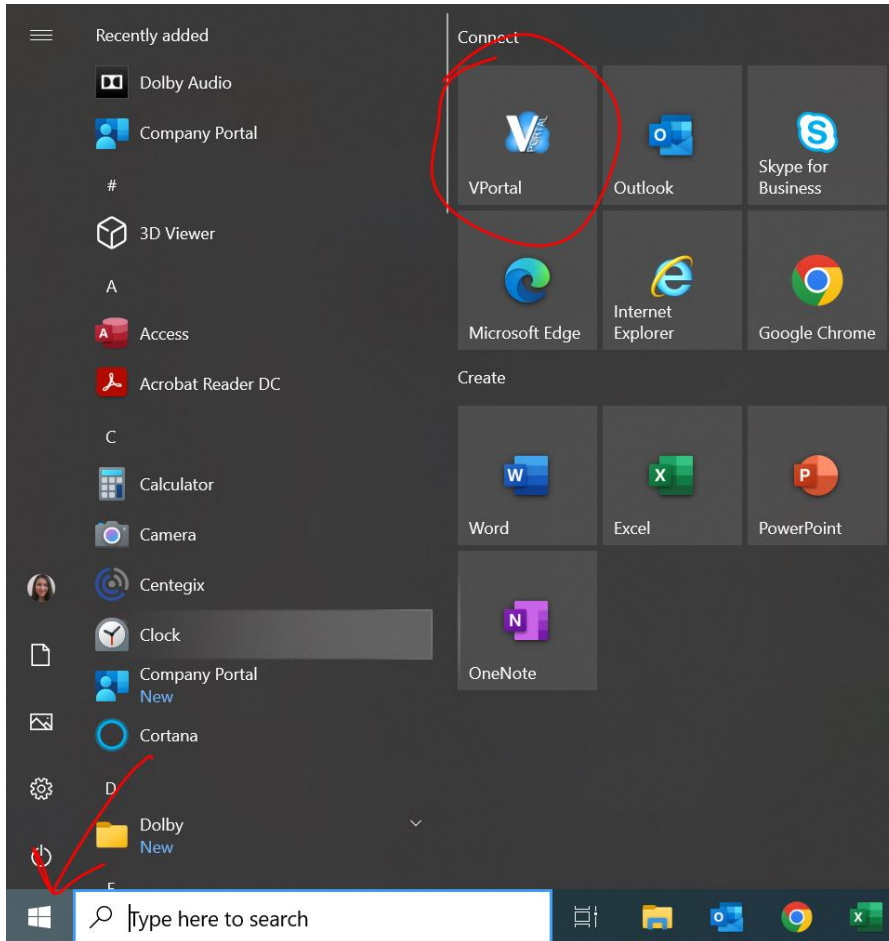 Recently added
Dolby Audio
Company Portal
#
3D Viewer
A
Access
Acrobat Reader DC
C
Calculator
Camera
Centegix
Clock
Company Portal
New
Cortana
D
Dolby
New
Type here to search
Connect
V PORTAL
VPortal
Outlook
Skype for
Business
Microsoft Edge
Internet
Explorer
Google Chrome
Create
Word
Excel
PowerPoint
OneNote